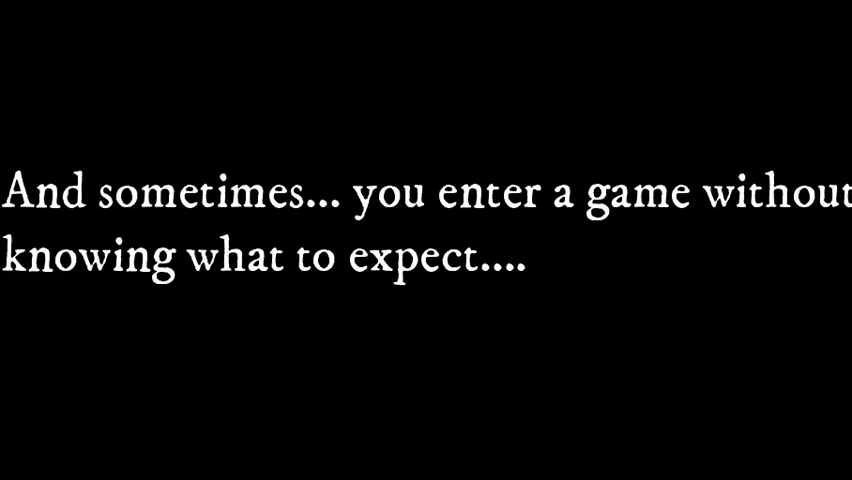 And sometimes... you enter a game without
knowing what to expect....